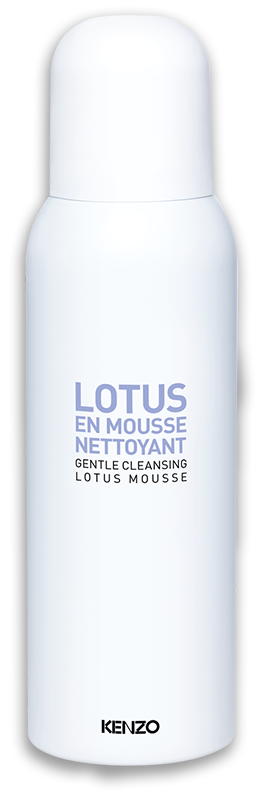 LOTUS
EN MOUSSE
NETTOYANT
GENTLE CLEANSING
LOTUS MOUSSE
KENZO